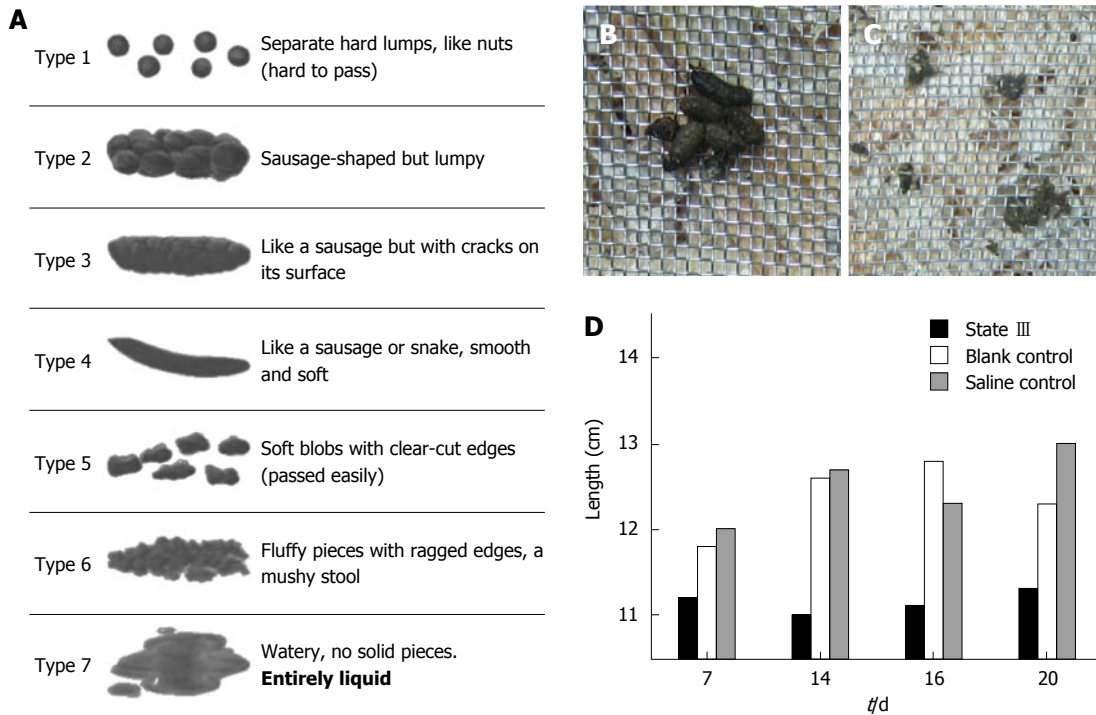 A
Type 1
Separate hard lumps, like nuts
(hard to pass)
Type 2
Sausage-shaped but lumpy
Type 3
Like a sausage but with cracks on
its surface
Type 4
Like a sausage or snake, smooth
and soft
Type 5
Soft blobs with clear-cut edges
(passed easily)
Type 6
Fluffy pieces with ragged edges, a
mushy stool
Type 7
Watery, no solid pieces.
Entirely liquid
B
C
D
State Ⅲ
Blank control
Saline control
Length (cm)
14
13
12
11
7
14
16
20
t/d